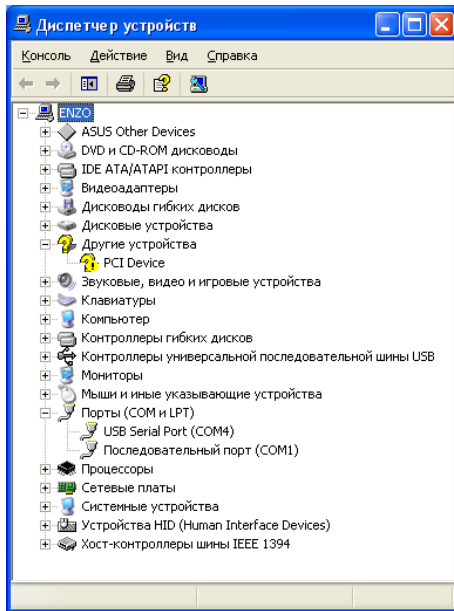 Диспетчер устройств
Консоль Действие Вид Справка
ENZO
ASUS Other Devices
DVD и CD-ROM дисководы
IDE ATA/ATAPI контроллеры
Видеоадаптеры
Дисководы гибких дисков
Дисковые устройства
Другие устройства
PCI Device
Звуковые, видео и игровые устройства
Клавиатуры
Компьютер
Контроллеры гибких дисков
Контроллеры универсальной последовательной шины USB
Мониторы
Мыши и иные указывающие устройства
Порты (COM и LPT)
USB Serial Port (COM4)
Последовательный порт (COM1)
Процессоры
Сетевые платы
Системные устройства
Устройства HID (Human Interface Devices)
Хост-контроллеры шины IEEE 1394